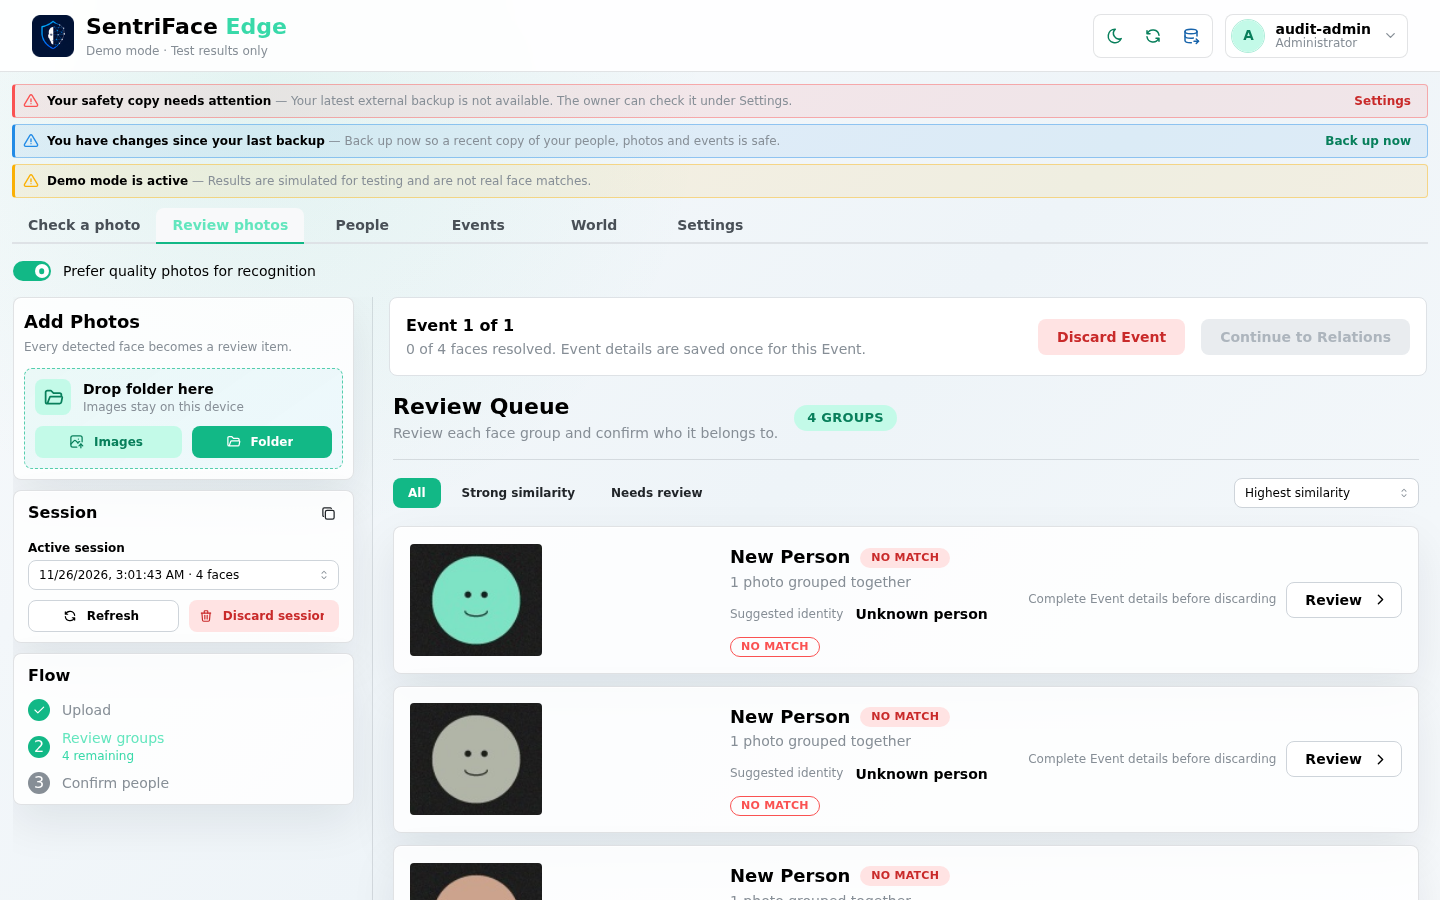 SentriFace Edge
Demo mode · Test results only
A
audit-admin
Administrator
Your safety copy needs attention — Your latest external backup is not available. The owner can check it under Settings.
Settings
You have changes since your last backup — Back up now so a recent copy of your people, photos and events is safe.
Back up now
Demo mode is active — Results are simulated for testing and are not real face matches.
Check a photo
Review photos
People
Events
World
Settings
Prefer quality photos for recognition
Add Photos
Every detected face becomes a review item.
Drop folder here
Images stay on this device
Images
Folder
Session
Active session
11/26/2026, 3:01:43 AM · 4 faces
Refresh
Discard session
Flow
Upload
2
Review groups
4 remaining
3
Confirm people
Event 1 of 1
0 of 4 faces resolved. Event details are saved once for this Event.
Discard Event
Continue to Relations
Review Queue
Review each face group and confirm who it belongs to.
4 GROUPS
All
Strong similarity
Needs review
Highest similarity
New Person
NO MATCH
1 photo grouped together
Suggested identity Unknown person
NO MATCH
Complete Event details before discarding
Review
New Person
NO MATCH
1 photo grouped together
Suggested identity Unknown person
NO MATCH
Complete Event details before discarding
Review
New Person
NO MATCH
1 photo grouped together